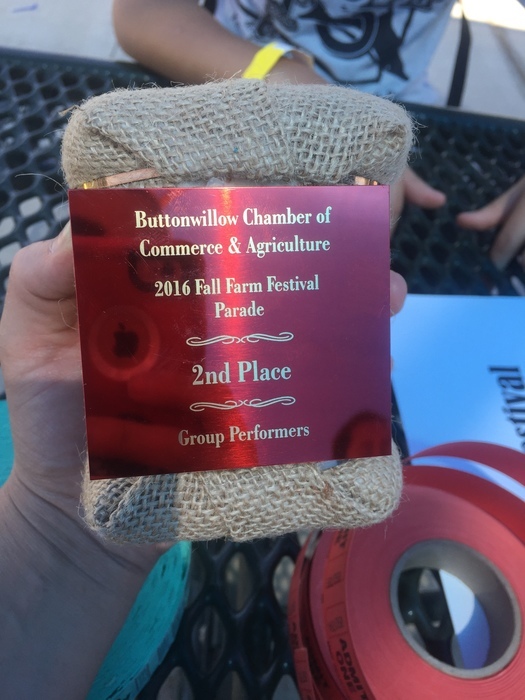 Buttonwillow Chamber of
Commerce & Agriculture
2016 Fall Farm Festival
Parade
2nd Place
Group Performers